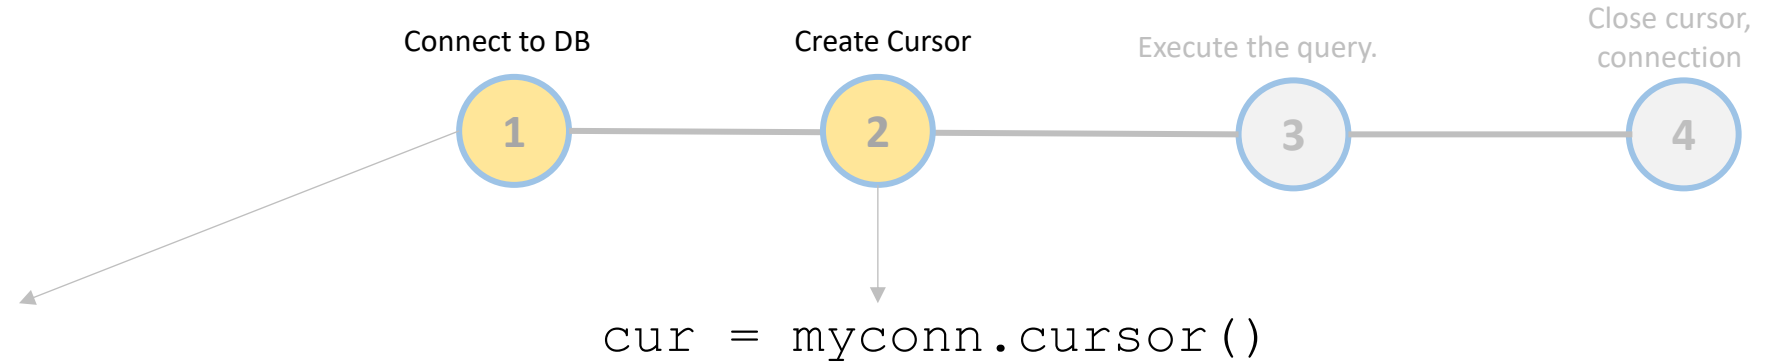 Connect to DB
Create Cursor
Execute the query.
Close cursor,
connection
1
2
3
4
cur = myconn.cursor()